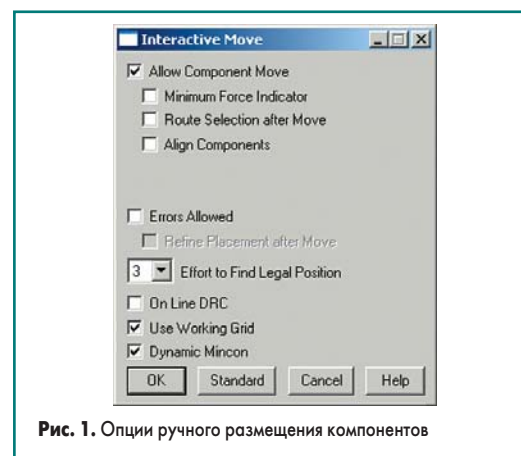 Interactive Move
Allow Component Move
Minimum Force Indicator
Route Selection after Move
Align Components
Errors Allowed
Refine Placement after Move
3 Effort to Find Legal Position
On Line DRC
Use Working Grid
Dynamic Mincon
OK Standard Cancel Help
Рис. 1. Опции ручного размещения компонентов